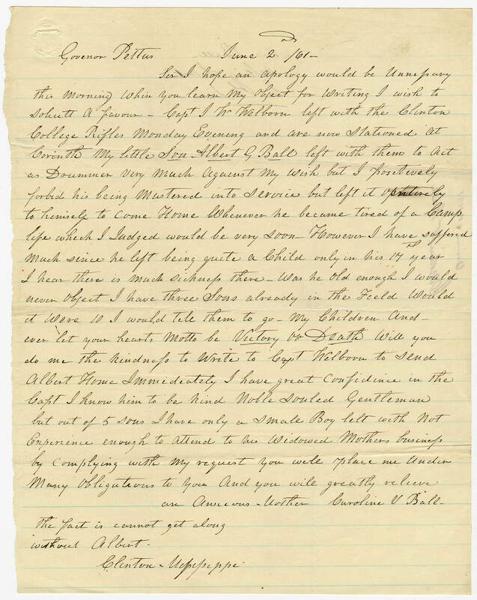 Govenor Pettus June 2d /61-
Sir I hope an apology would be Unnessary
this Morning When you learn My Object for Writing I wish to
solicit A favour - Capt J W Welborn left with the Clinton
College Rifles Monday Evening and are now Stationed At
Corinth My little Son Albert G Ball left with them to Act
as Drummer very Much Against My wish but I positively
forbid his being Mustered into Service but left it entirely
to himself to Come Home Whenever he became tired of a Camp
life which I Judged would be very soon - However I have suffered
Much since he left being quite a Child only in his 17 year
I hear there is much sickness there - Was he old enough I would
never Object I have three Sons already in the Feeld Would
it Were 10 I would tell them to go - My Children And
ever let your hearts Motto be Victory or Death Will you
do me the Kindness to Write to Capt Welborn to Send
Albert Home Immediately I have great Confidence in the
Capt I Know him to be Kind Noble Souled Gentleman
but out of 5 sons I have only a Smale Boy left with Not
Experience enough to Attend to his Widowed Mothers business
by Complying with My request you will place me Under
Many Obligations to You And you will greatly relieve
an Anxious Mother Caroline V Ball
the fact is cannot get along
without Albert.
Clinton